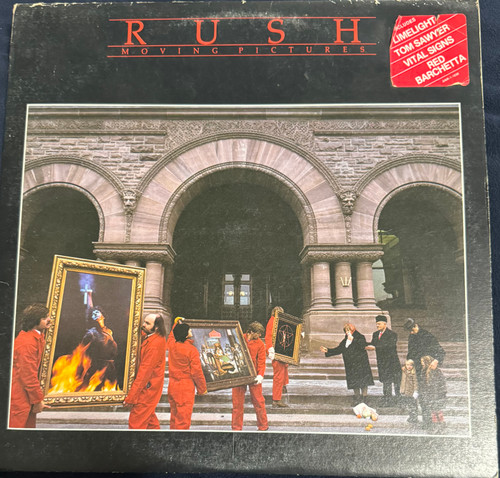 RUSH
MOVING PICTURES
INCLUDES
LIMELIGHT/
TOM SAWYER
VITAL SIGNS
RED
BARCHETTA